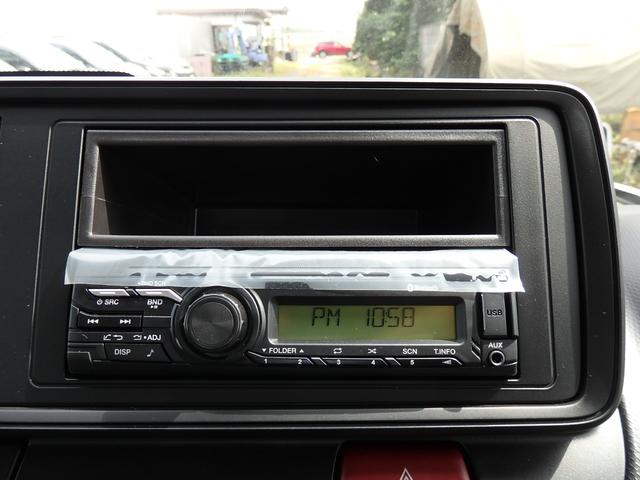 SRC
BND
PM 10:58
USB
ADJ
DISP
FOLDER
SCN
T.INFO
AUX
1 2 3 4 5